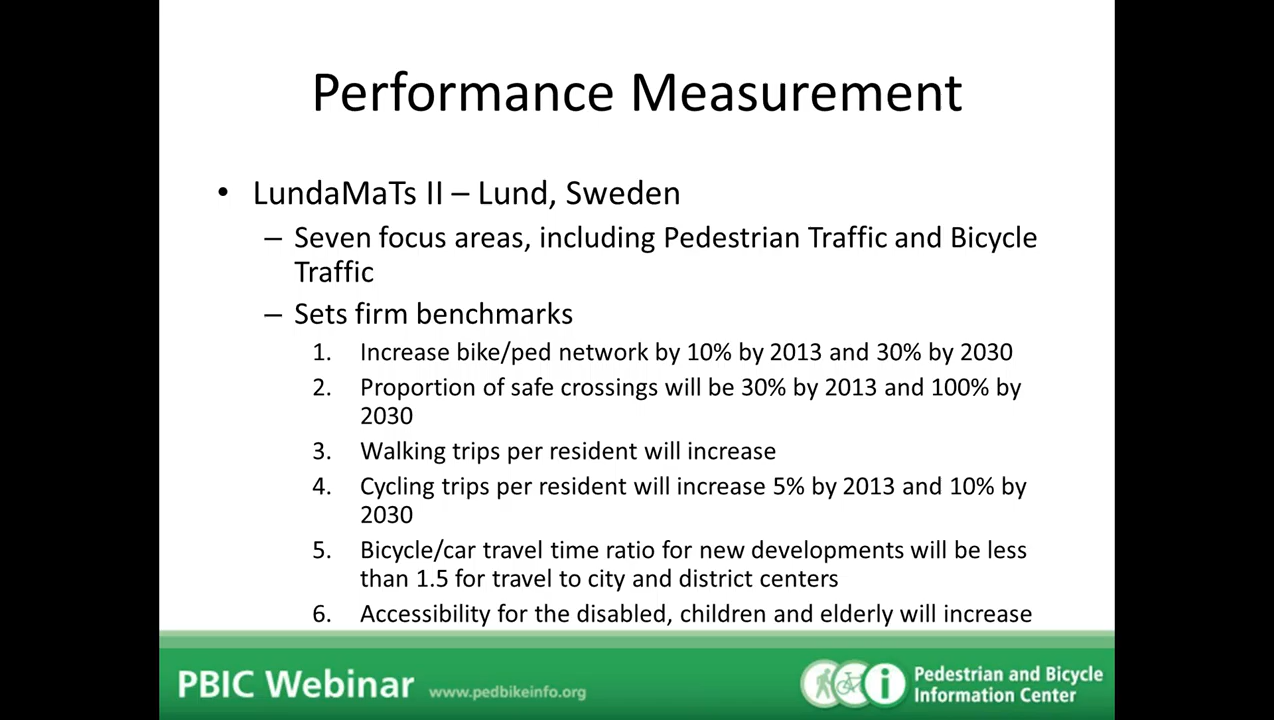 Performance Measurement
• LundaMaTs II – Lund, Sweden
– Seven focus areas, including Pedestrian Traffic and Bicycle
Traffic
– Sets firm benchmarks
1. Increase bike/ped network by 10% by 2013 and 30% by 2030
2. Proportion of safe crossings will be 30% by 2013 and 100% by
2030
3. Walking trips per resident will increase
4. Cycling trips per resident will increase 5% by 2013 and 10% by
2030
5. Bicycle/car travel time ratio for new developments will be less
than 1.5 for travel to city and district centers
6. Accessibility for the disabled, children and elderly will increase
PBIC Webinar www.pedbikeinfo.org
i
Pedestrian and Bicycle
Information Center